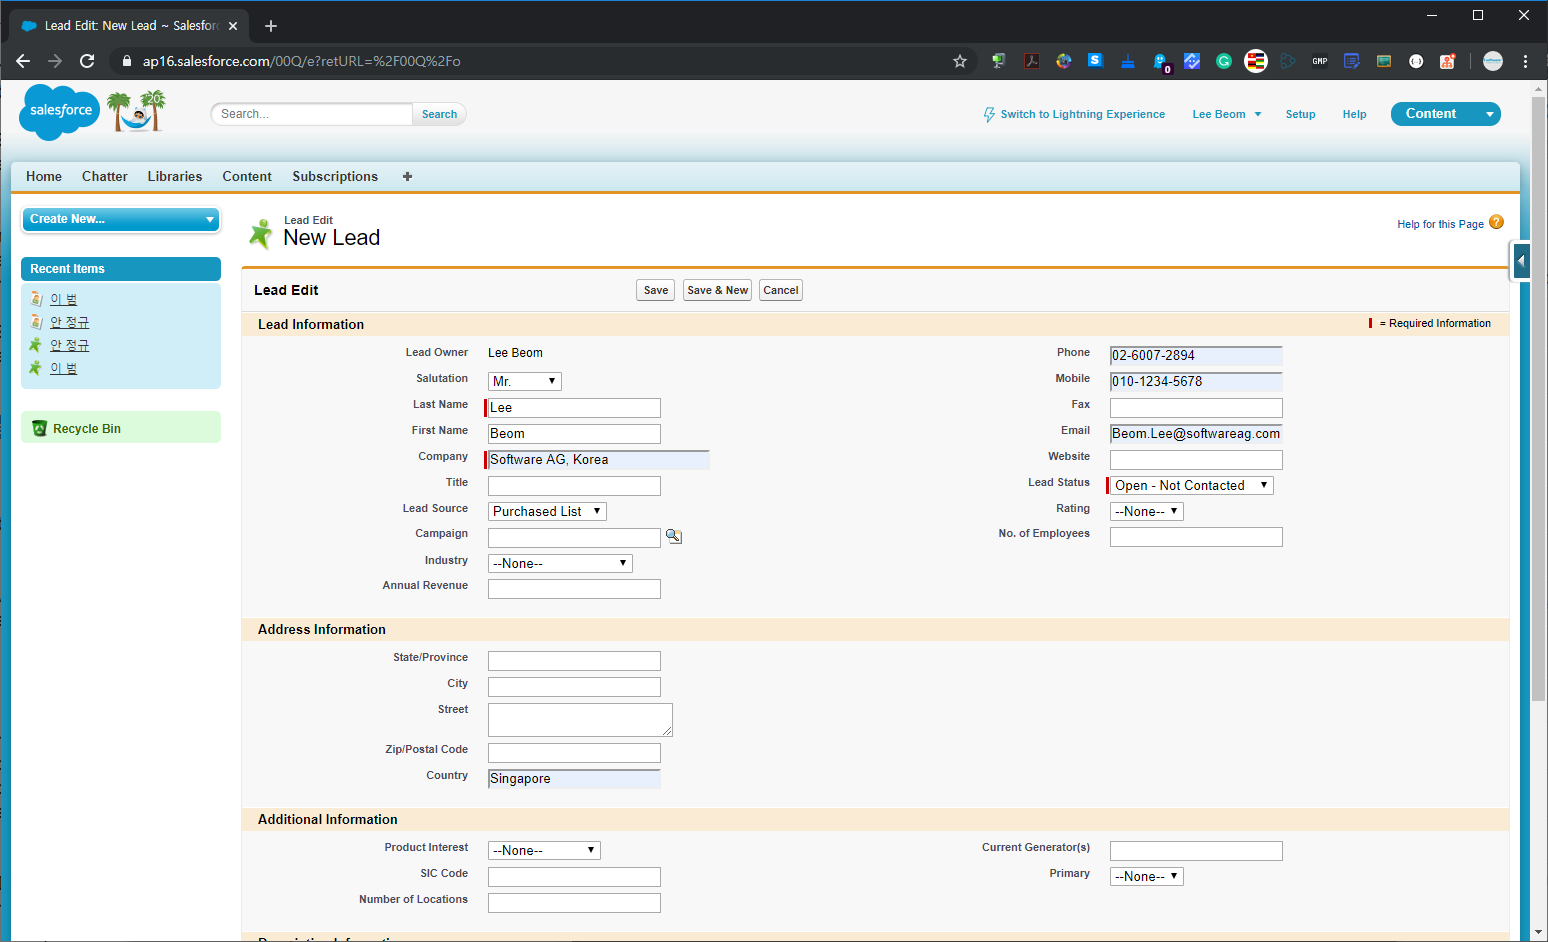 Lead Edit: New Lead ~ Salesforc
ap16.salesforce.com/00Q/e?retURL=%2F00Q%2Fo
0
GMP
salesforce
20
Search...
Search
Switch to Lightning Experience
Lee Beom
Setup
Help
Content
Home
Chatter
Libraries
Content
Subscriptions
Create New...
Recent Items
이 범
안 정규
안 정규
이 범
Recycle Bin
Lead Edit
New Lead
Help for this Page
?
Lead Edit
Save
Save & New
Cancel
Lead Information
= Required Information
Lead Owner Lee Beom
Phone 02-6007-2894
Salutation Mr.
Mobile 010-1234-5678
Last Name Lee
Fax
First Name Beom
Email Beom.Lee@softwareag.com
Company Software AG, Korea
Website
Title
Lead Status Open - Not Contacted
Lead Source Purchased List
Rating --None--
Campaign
No. of Employees
Industry --None--
Annual Revenue
Address Information
State/Province
City
Street
Zip/Postal Code
Country Singapore
Additional Information
Product Interest --None--
Current Generator(s)
SIC Code
Primary --None--
Number of Locations